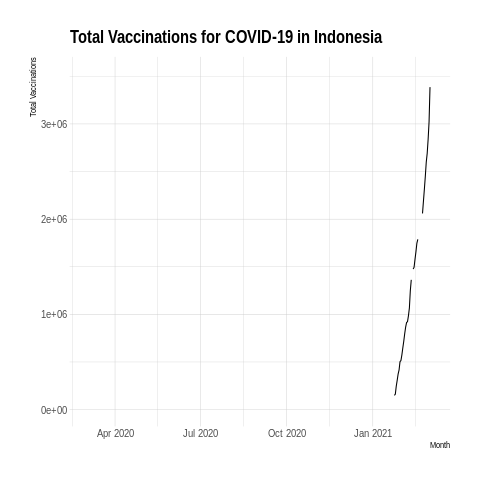 Total Vaccinations for COVID-19 in Indonesia
Total Vaccinations
3e+06
2e+06
1e+06
0e+00
Apr 2020
Jul 2020
Oct 2020
Jan 2021
Month